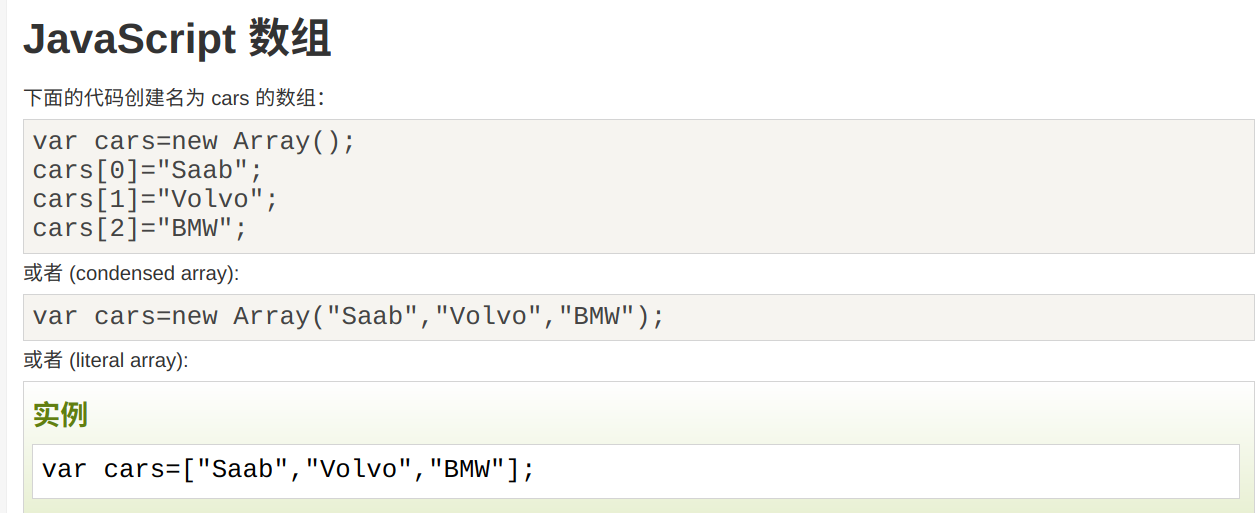 JavaScript 数组
下面的代码创建名为 cars 的数组：
var cars=new Array();
cars[0]="Saab";
cars[1]="Volvo";
cars[2]="BMW";
或者 (condensed array):
var cars=new Array("Saab","Volvo","BMW");
或者 (literal array):
实例
var cars=["Saab","Volvo","BMW"];